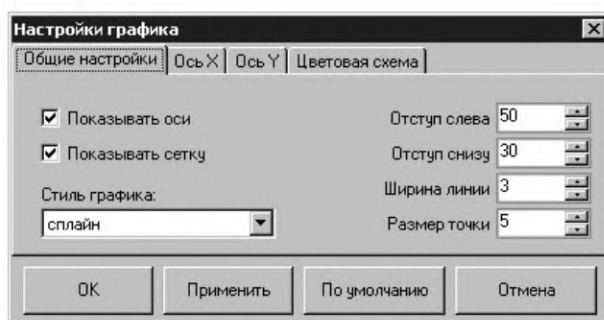 Настройки графика
Общие настройки Ось X Ось Y Цветовая схема
Показывать оси Отступ слева 50
Показывать сетку Отступ снизу 30
Стиль графика: Ширина линии 3
сплайн Размер точки 5
ОК Применить По умолчанию Отмена